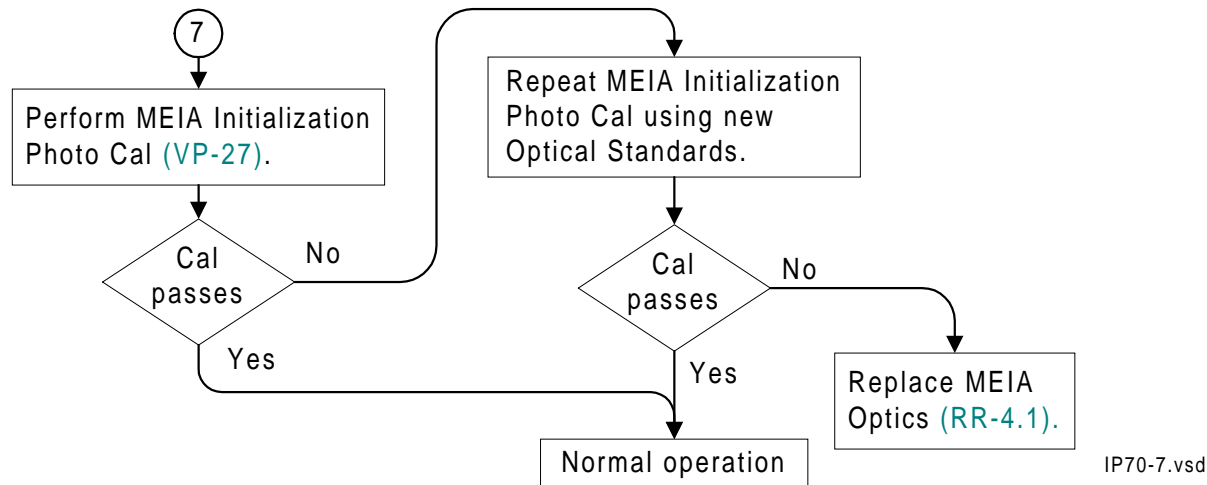 7
Perform MEIA Initialization
Photo Cal (VP-27).
Cal
passes
No
Yes
Repeat MEIA Initialization
Photo Cal using new
Optical Standards.
Cal
passes
No
Yes
Replace MEIA
Optics (RR-4.1).
Normal operation
IP70-7.vsd